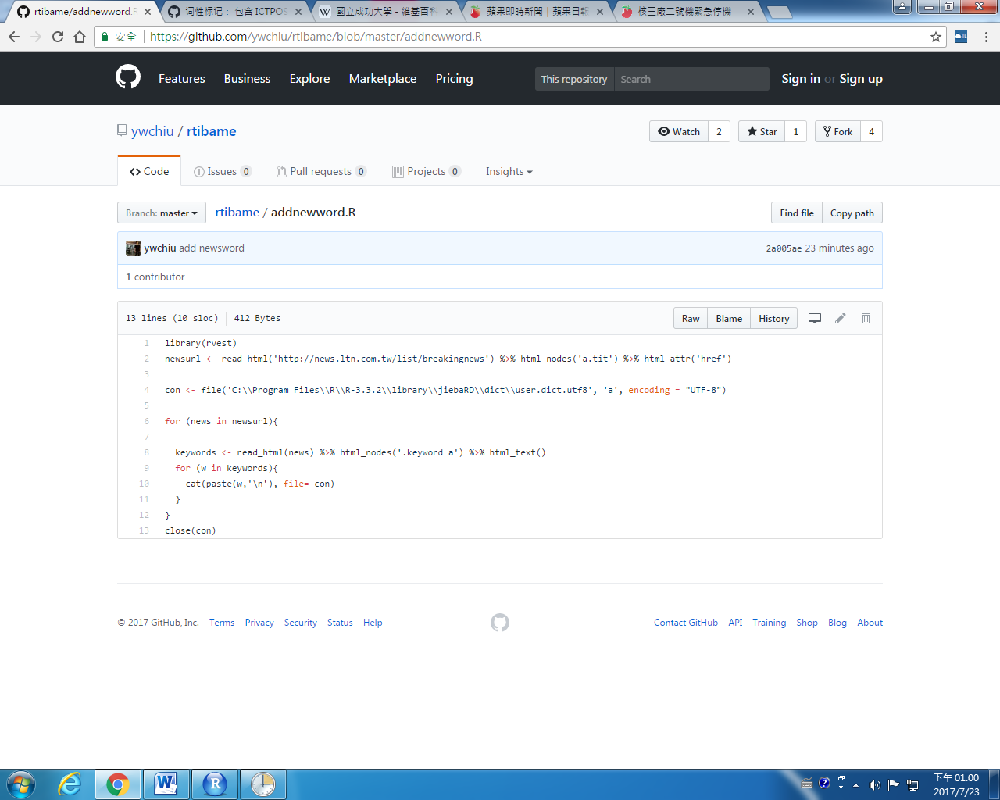 rtibame/addnewword.R
词性标记： 包含 ICTPOS
國立成功大學 - 維基百科
蘋果即時新聞｜蘋果日報
核三廠二號機緊急停機
安全 https://github.com/ywchiu/rtibame/blob/master/addnewword.R
Features Business Explore Marketplace Pricing This repository Search Sign in or Sign up
ywchiu / rtibame Watch 2 Star 1 Fork 4
Code Issues 0 Pull requests 0 Projects 0 Insights
Branch: master rtibame / addnewword.R Find file Copy path
ywchiu add newsword 2a005ae 23 minutes ago
1 contributor
13 lines (10 sloc) 412 Bytes Raw Blame History
1 library(rvest)
2 newsurl <- read_html('http://news.ltn.com.tw/list/breakingnews') %>% html_nodes('a.tit') %>% html_attr('href')
3
4 con <- file('C:\\Program Files\\R\\R-3.3.2\\library\\jiebaRD\\dict\\user.dict.utf8', 'a', encoding = "UTF-8")
5
6 for (news in newsurl){
7
8 keywords <- read_html(news) %>% html_nodes('.keyword a') %>% html_text()
9 for (w in keywords){
10 cat(paste(w,'\n'), file= con)
11 }
12 }
13 close(con)
© 2017 GitHub, Inc. Terms Privacy Security Status Help Contact GitHub API Training Shop Blog About
下午 01:00
2017/7/23